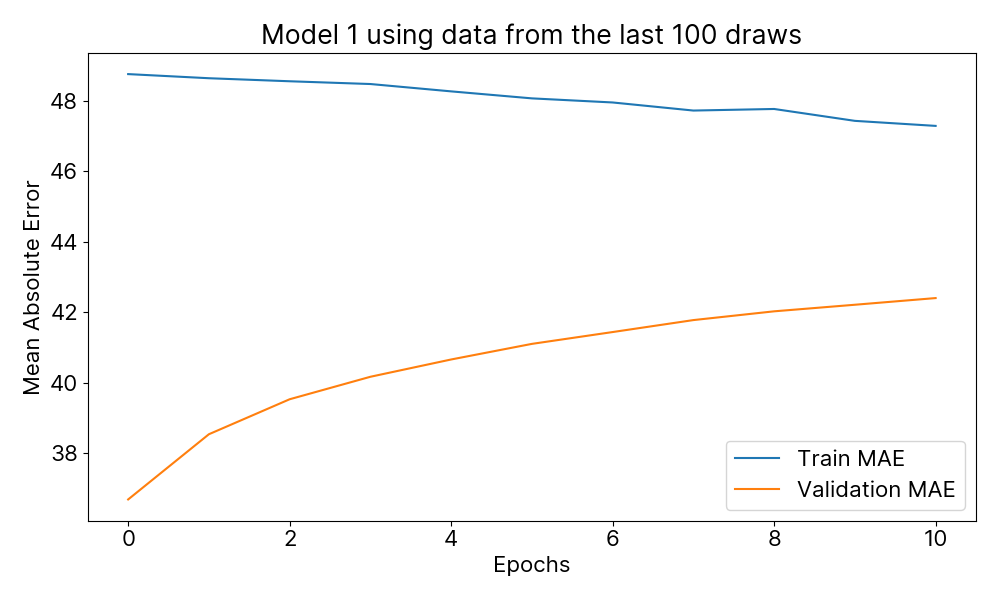 Model 1 using data from the last 100 draws
Mean Absolute Error
48
46
44
42
40
38
0 2 4 6 8 10
Epochs
Train MAE
Validation MAE